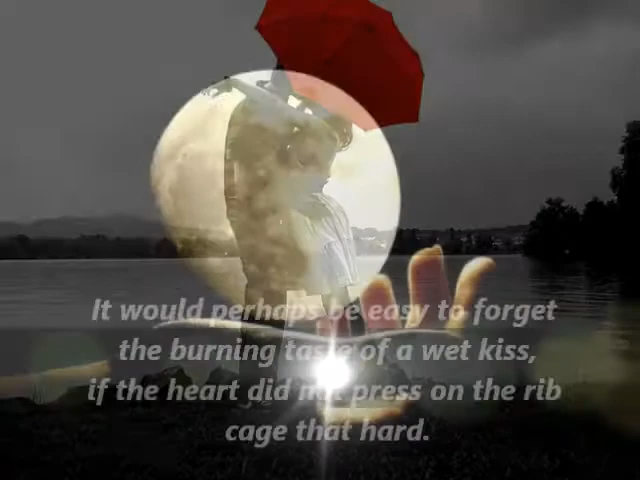 It would perhaps be easy to forget
the burning taste of a wet kiss,
if the heart did not press on the rib
cage that hard.